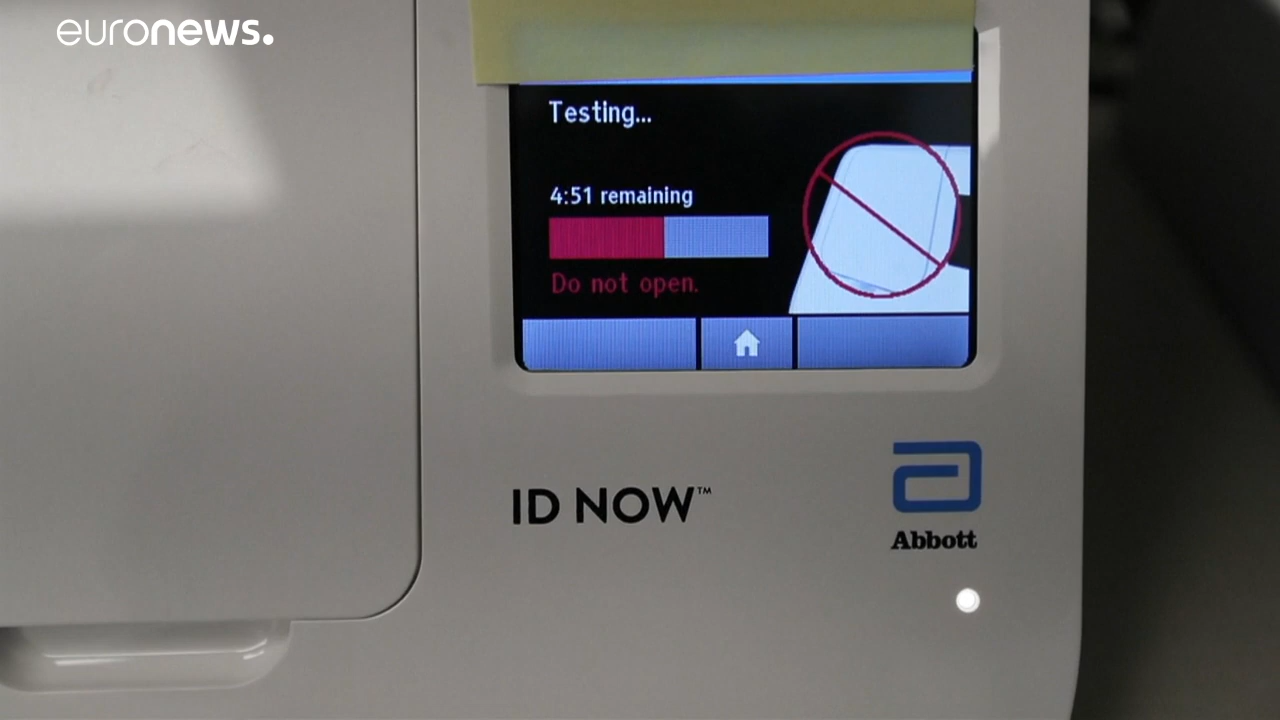 euronews.
Testing...
4:51 remaining
Do not open.
ID NOW™
Abbott